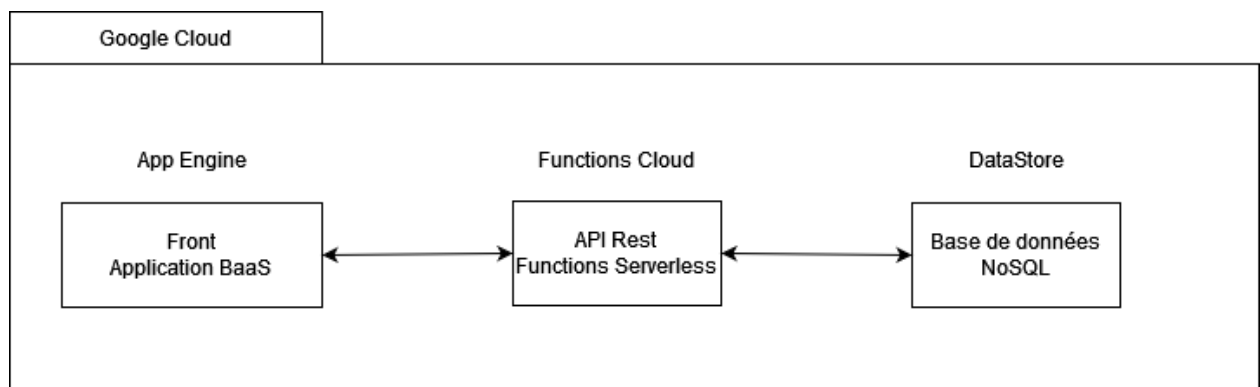 Google Cloud
App Engine
Functions Cloud
DataStore
Front
Application BaaS
API Rest
Functions Serverless
Base de données
NoSQL